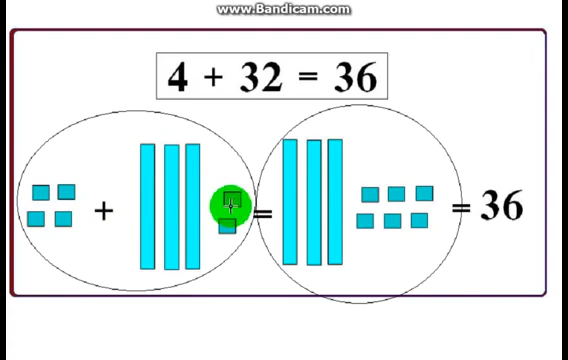 www.Bandicam.com
4 + 32 = 36
+ = = 36